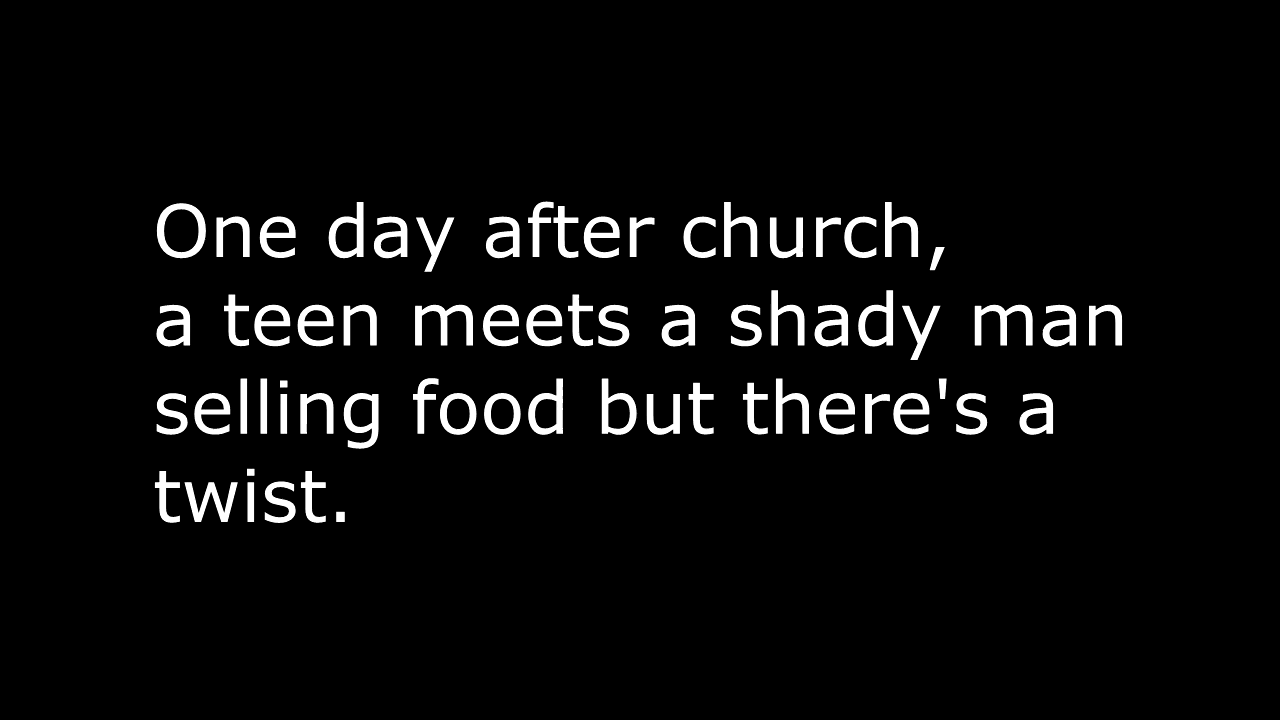 One day after church,
a teen meets a shady man
selling food but there's a
twist.